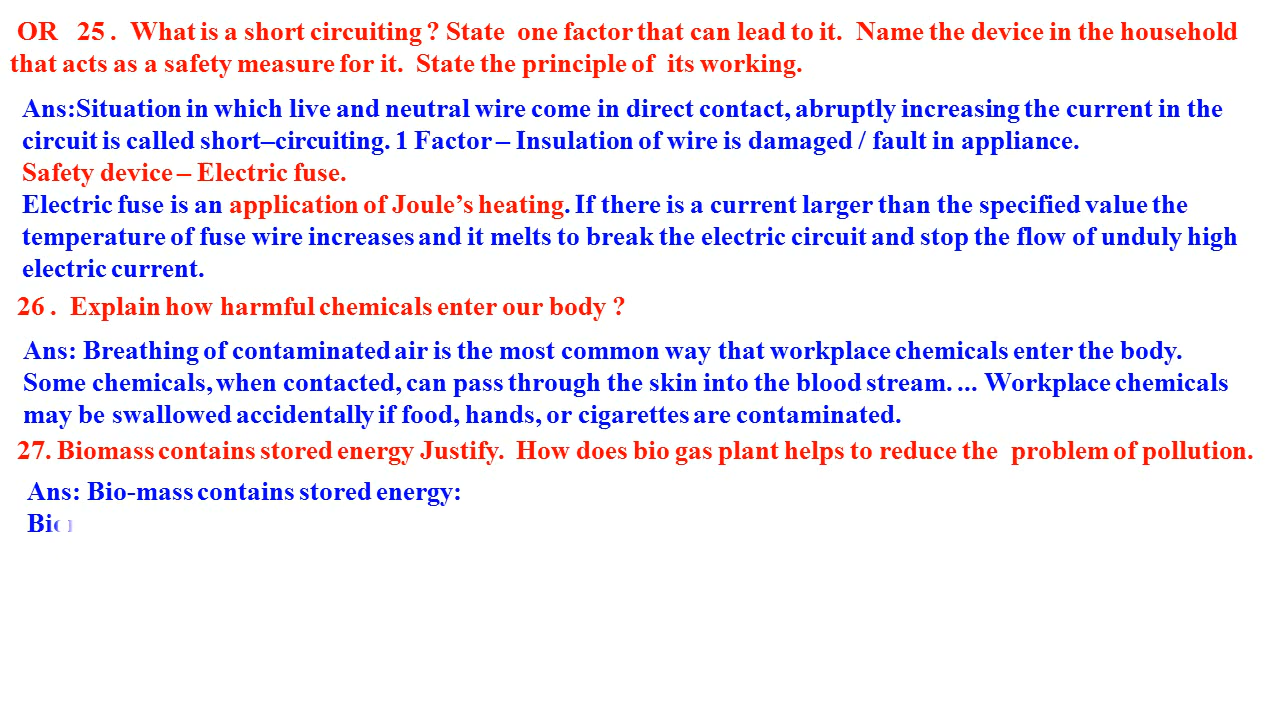 OR 25 . What is a short circuiting ? State one factor that can lead to it. Name the device in the household
that acts as a safety measure for it. State the principle of its working.
Ans:Situation in which live and neutral wire come in direct contact, abruptly increasing the current in the
circuit is called short–circuiting. 1 Factor – Insulation of wire is damaged / fault in appliance.
Safety device – Electric fuse.
Electric fuse is an application of Joule’s heating. If there is a current larger than the specified value the
temperature of fuse wire increases and it melts to break the electric circuit and stop the flow of unduly high
electric current.
26 . Explain how harmful chemicals enter our body ?
Ans: Breathing of contaminated air is the most common way that workplace chemicals enter the body.
Some chemicals, when contacted, can pass through the skin into the blood stream. ... Workplace chemicals
may be swallowed accidentally if food, hands, or cigarettes are contaminated.
27. Biomass contains stored energy Justify. How does bio gas plant helps to reduce the problem of pollution.
Ans: Bio-mass contains stored energy: